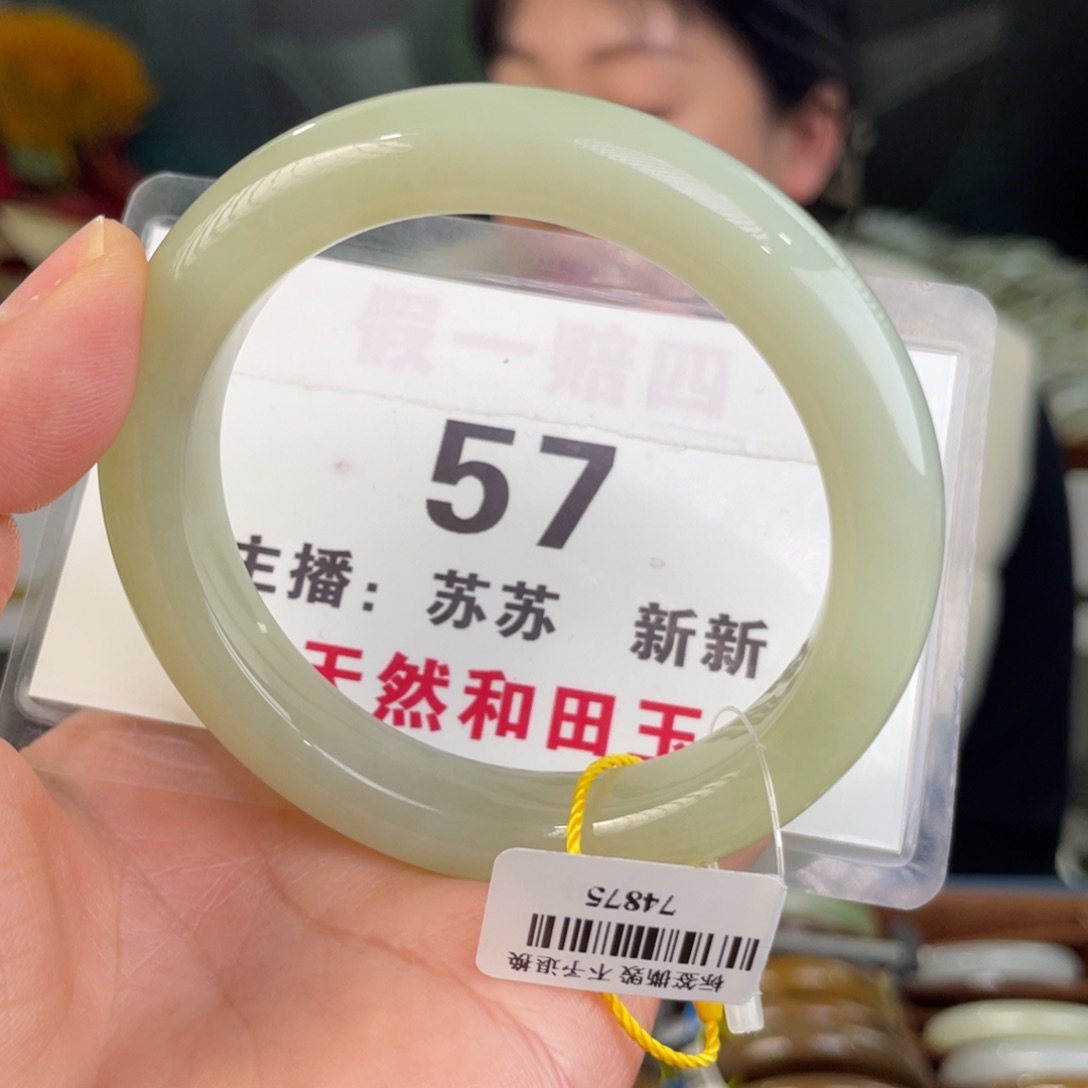 假一赔四
57
主播：苏苏 新新
天然和田玉
74875
标签撕毁 不予退换